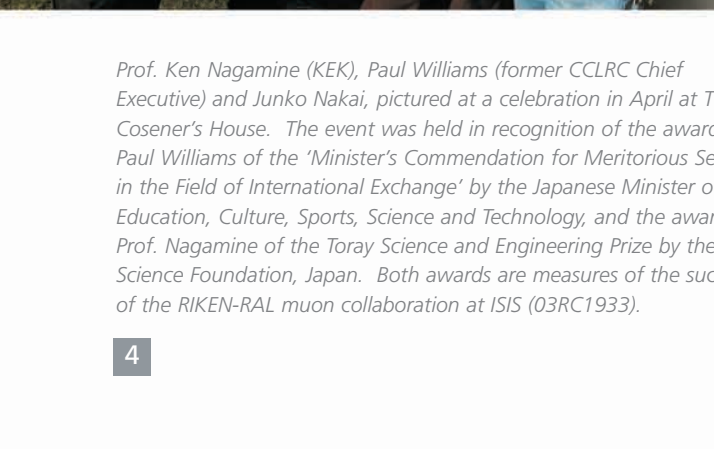 Prof. Ken Nagamine (KEK), Paul Williams (former CCLRC Chief
Executive) and Junko Nakai, pictured at a celebration in April at T
Cosener's House.  The event was held in recognition of the award
Paul Williams of the ‘Minister's Commendation for Meritorious Se
in the Field of International Exchange’ by the Japanese Minister o
Education, Culture, Sports, Science and Technology, and the awar
Prof. Nagamine of the Toray Science and Engineering Prize by the
Science Foundation, Japan.  Both awards are measures of the suc
of the RIKEN-RAL muon collaboration at ISIS (03RC1933).
4